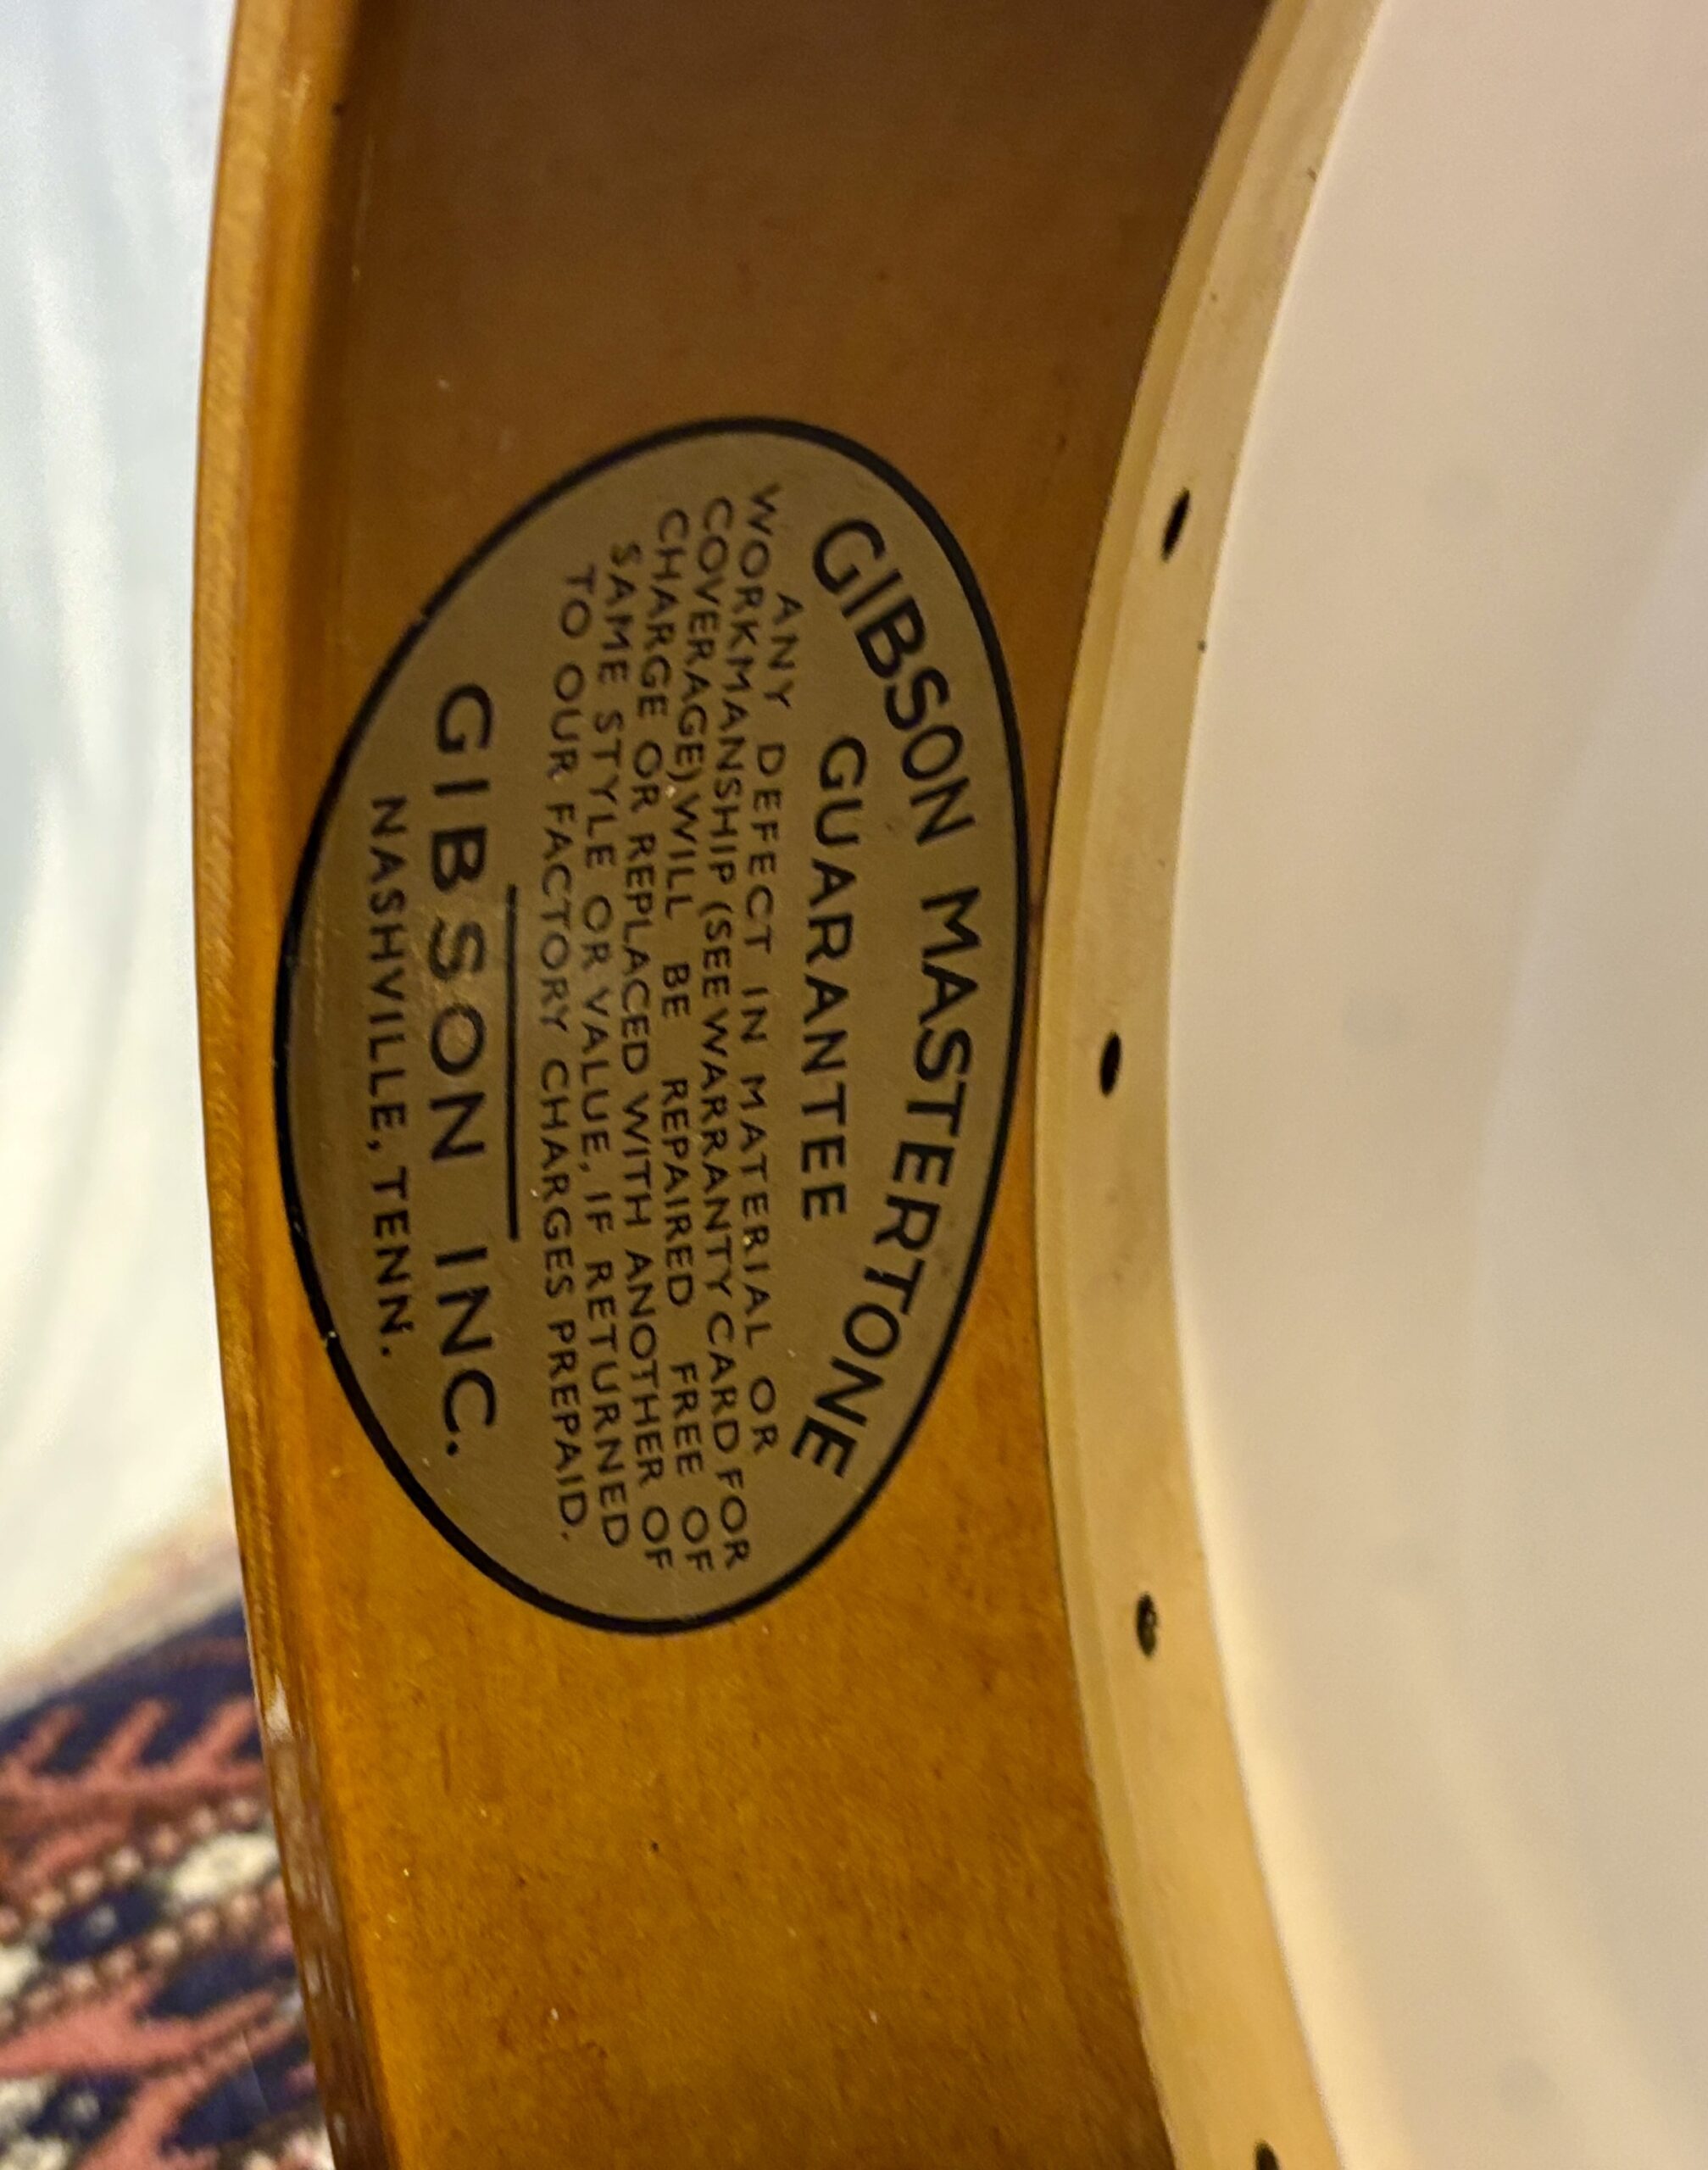 GIBSON MASTERTONE
GUARANTEE
ANY DEFECT IN MATERIAL OR
WORKMANSHIP (SEE WARRANTY CARD FOR
COVERAGE) WILL BE REPAIRED FREE OF
CHARGE OR REPLACED WITH ANOTHER OF
SAME STYLE OR VALUE, IF RETURNED
TO OUR FACTORY CHARGES PREPAID.
GIBSON INC.
NASHVILLE, TENN.